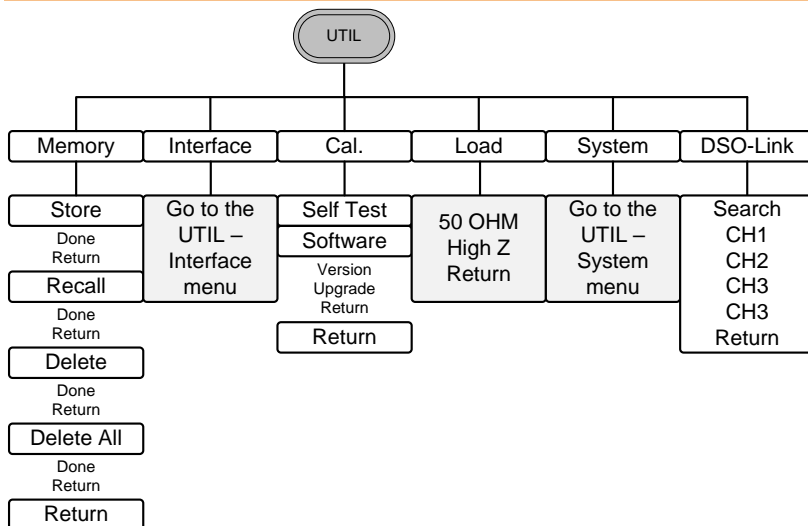 UTIL
Memory
Interface
Cal.
Load
System
DSO-Link
Store
Done
Return
Recall
Done
Return
Delete
Done
Return
Delete All
Done
Return
Return
Go to the
UTIL –
Interface
menu
Self Test
Software
Version
Upgrade
Return
Return
50 OHM
High Z
Return
Go to the
UTIL –
System
menu
Search
CH1
CH2
CH3
CH3
Return